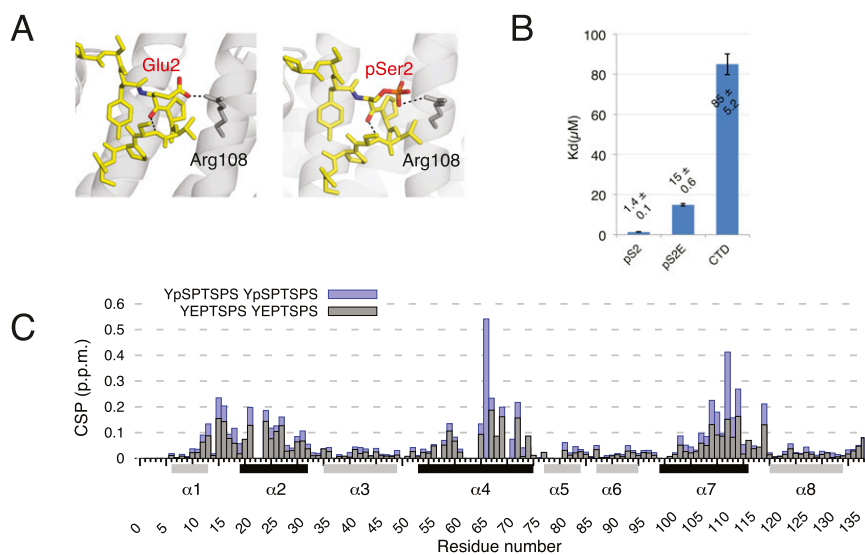 A
Glu2
Arg108
pSer2
Arg108
B
Kd(µM)
100
80
60
40
20
0
1.4 ±
0.1
15 ±
0.6
85 ±
5.2
pS2
pS2E
CTD
C
YpSPTSPS YpSPTSPS
YEPTSPS YEPTSPS
CSP (p.p.m.)
0.6
0.5
0.4
0.3
0.2
0.1
0
α1 α2 α3 α4 α5 α6 α7 α8
0 5 10 15 20 25 30 35 40 45 50 55 60 65 70 75 80 85 90 95 100 105 110 115 120 125 130 135
Residue number